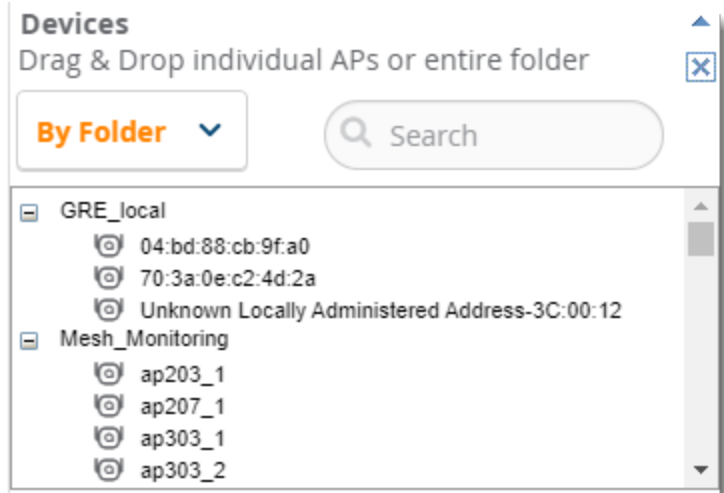 Devices
Drag & Drop individual APs or entire folder
By Folder
Search
GRE_local
04:bd:88:cb:9f:a0
70:3a:0e:c2:4d:2a
Unknown Locally Administered Address-3C:00:12
Mesh_Monitoring
ap203_1
ap207_1
ap303_1
ap303_2